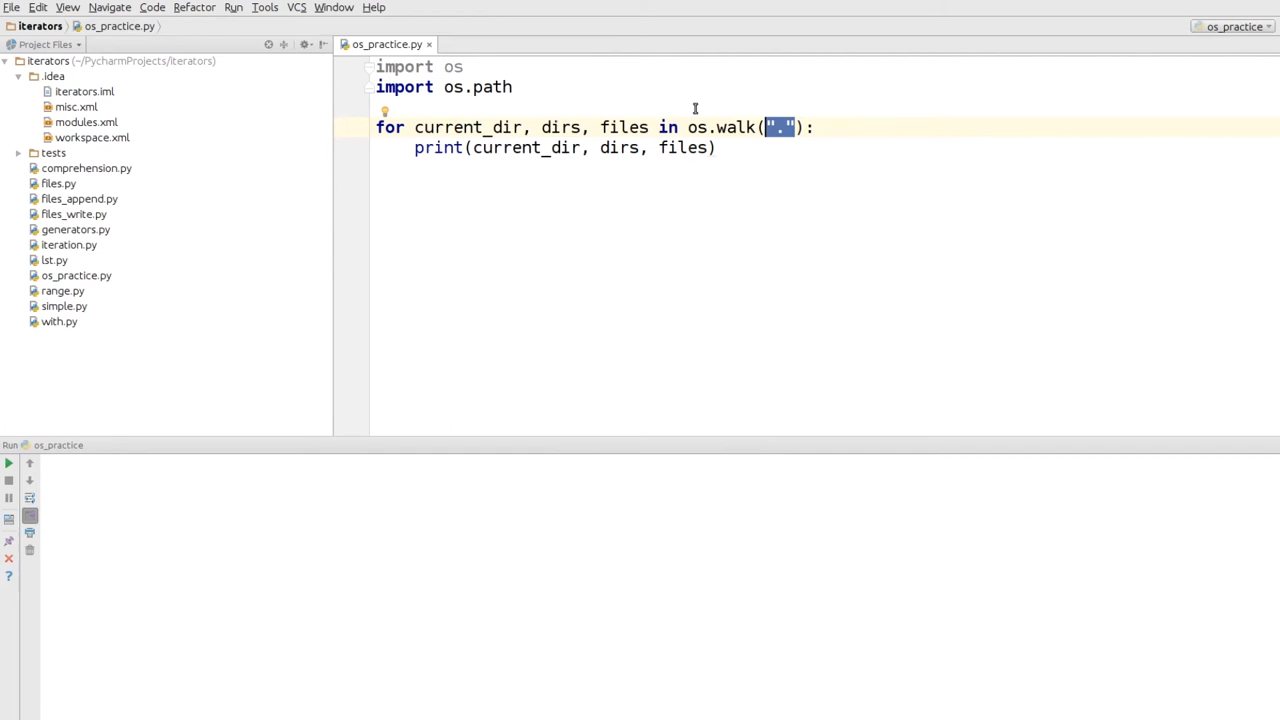 File Edit View Navigate Code Refactor Run Tools VCS Window Help
iterators os_practice.py os_practice
Project Files os_practice.py ×
iterators (~/PycharmProjects/iterators)
.idea
iterators.iml
misc.xml
modules.xml
workspace.xml
tests
comprehension.py
files.py
files_append.py
files_write.py
generators.py
iteration.py
lst.py
os_practice.py
range.py
simple.py
with.py
import os
import os.path
for current_dir, dirs, files in os.walk("."):
print(current_dir, dirs, files)
Run os_practice